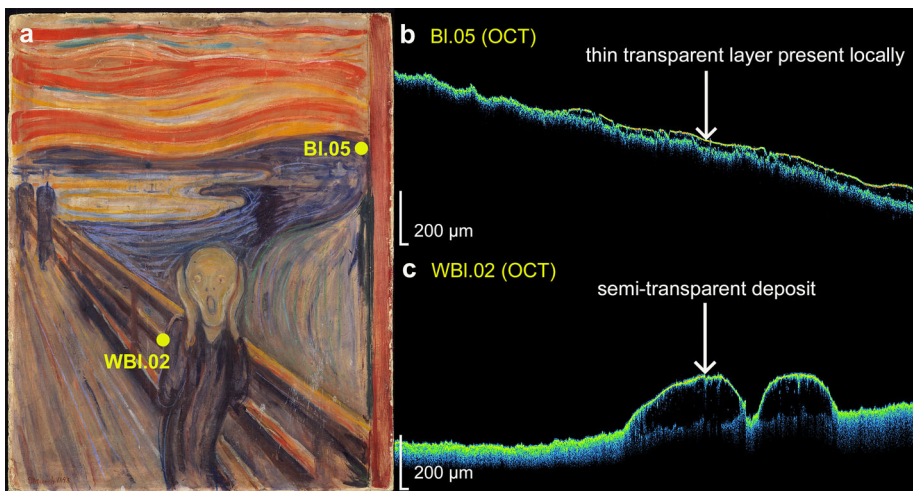 a
BI.05
WBI.02
b BI.05 (OCT)
thin transparent layer present locally
200 µm
c WBI.02 (OCT)
semi-transparent deposit
200 µm